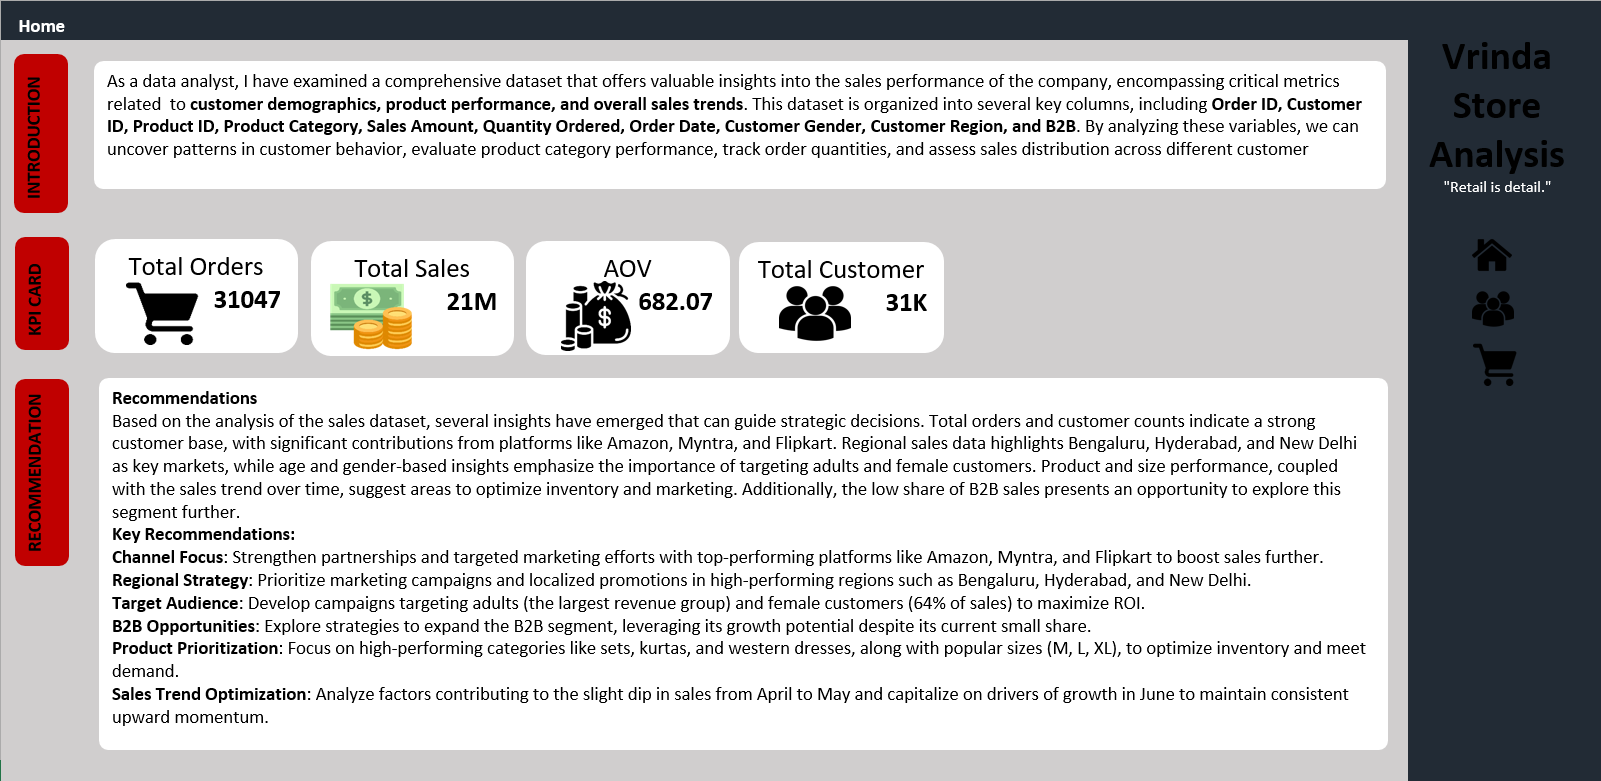 Home
Vrinda
Store
Analysis
"Retail is detail."
INTRODUCTION
As a data analyst, I have examined a comprehensive dataset that offers valuable insights into the sales performance of the company, encompassing critical metrics
related  to customer demographics, product performance, and overall sales trends. This dataset is organized into several key columns, including Order ID, Customer
ID, Product ID, Product Category, Sales Amount, Quantity Ordered, Order Date, Customer Gender, Customer Region, and B2B. By analyzing these variables, we can
uncover patterns in customer behavior, evaluate product category performance, track order quantities, and assess sales distribution across different customer
KPI CARD
Total Orders
31047
Total Sales
21M
AOV
682.07
Total Customer
31K
RECOMMENDATION
Recommendations
Based on the analysis of the sales dataset, several insights have emerged that can guide strategic decisions. Total orders and customer counts indicate a strong
customer base, with significant contributions from platforms like Amazon, Myntra, and Flipkart. Regional sales data highlights Bengaluru, Hyderabad, and New Delhi
as key markets, while age and gender-based insights emphasize the importance of targeting adults and female customers. Product and size performance, coupled
with the sales trend over time, suggest areas to optimize inventory and marketing. Additionally, the low share of B2B sales presents an opportunity to explore this
segment further.
Key Recommendations:
Channel Focus: Strengthen partnerships and targeted marketing efforts with top-performing platforms like Amazon, Myntra, and Flipkart to boost sales further.
Regional Strategy: Prioritize marketing campaigns and localized promotions in high-performing regions such as Bengaluru, Hyderabad, and New Delhi.
Target Audience: Develop campaigns targeting adults (the largest revenue group) and female customers (64% of sales) to maximize ROI.
B2B Opportunities: Explore strategies to expand the B2B segment, leveraging its growth potential despite its current small share.
Product Prioritization: Focus on high-performing categories like sets, kurtas, and western dresses, along with popular sizes (M, L, XL), to optimize inventory and meet
demand.
Sales Trend Optimization: Analyze factors contributing to the slight dip in sales from April to May and capitalize on drivers of growth in June to maintain consistent
upward momentum.